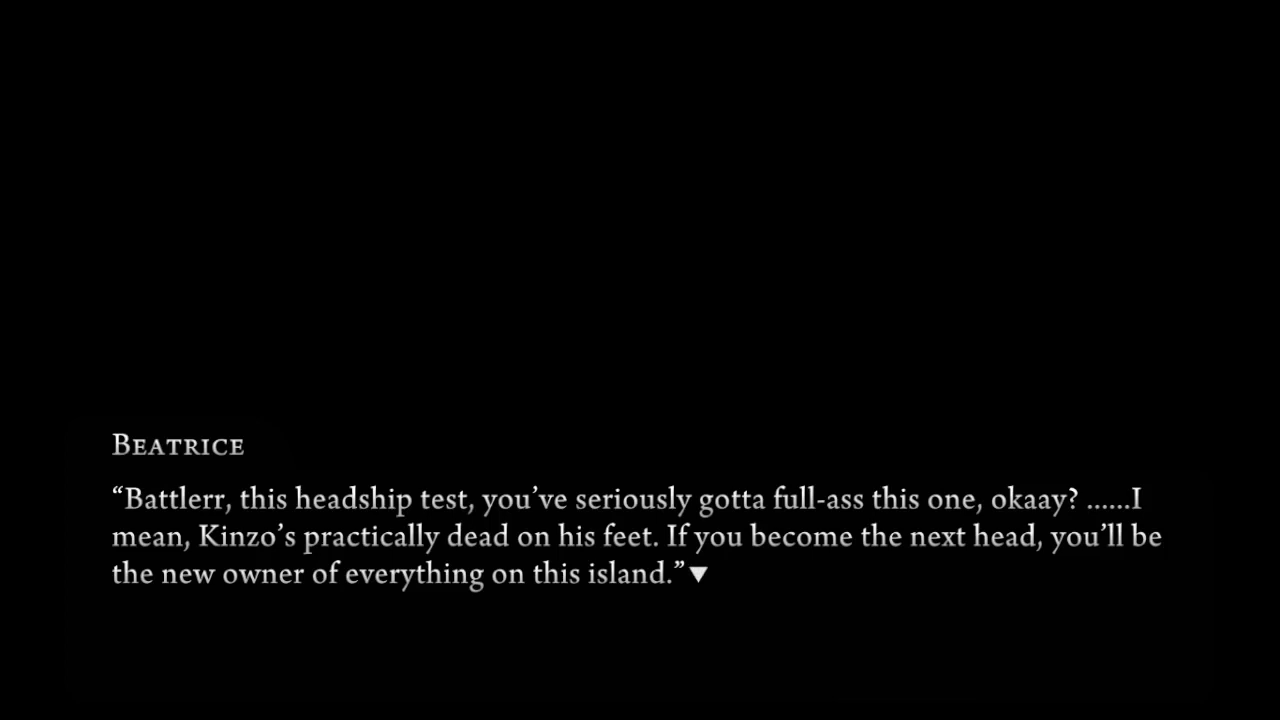 BEATRICE
“Battlerr, this headship test, you’ve seriously gotta full-ass this one, okaay? ......I
mean, Kinzo’s practically dead on his feet. If you become the next head, you’ll be
the new owner of everything on this island.”▼